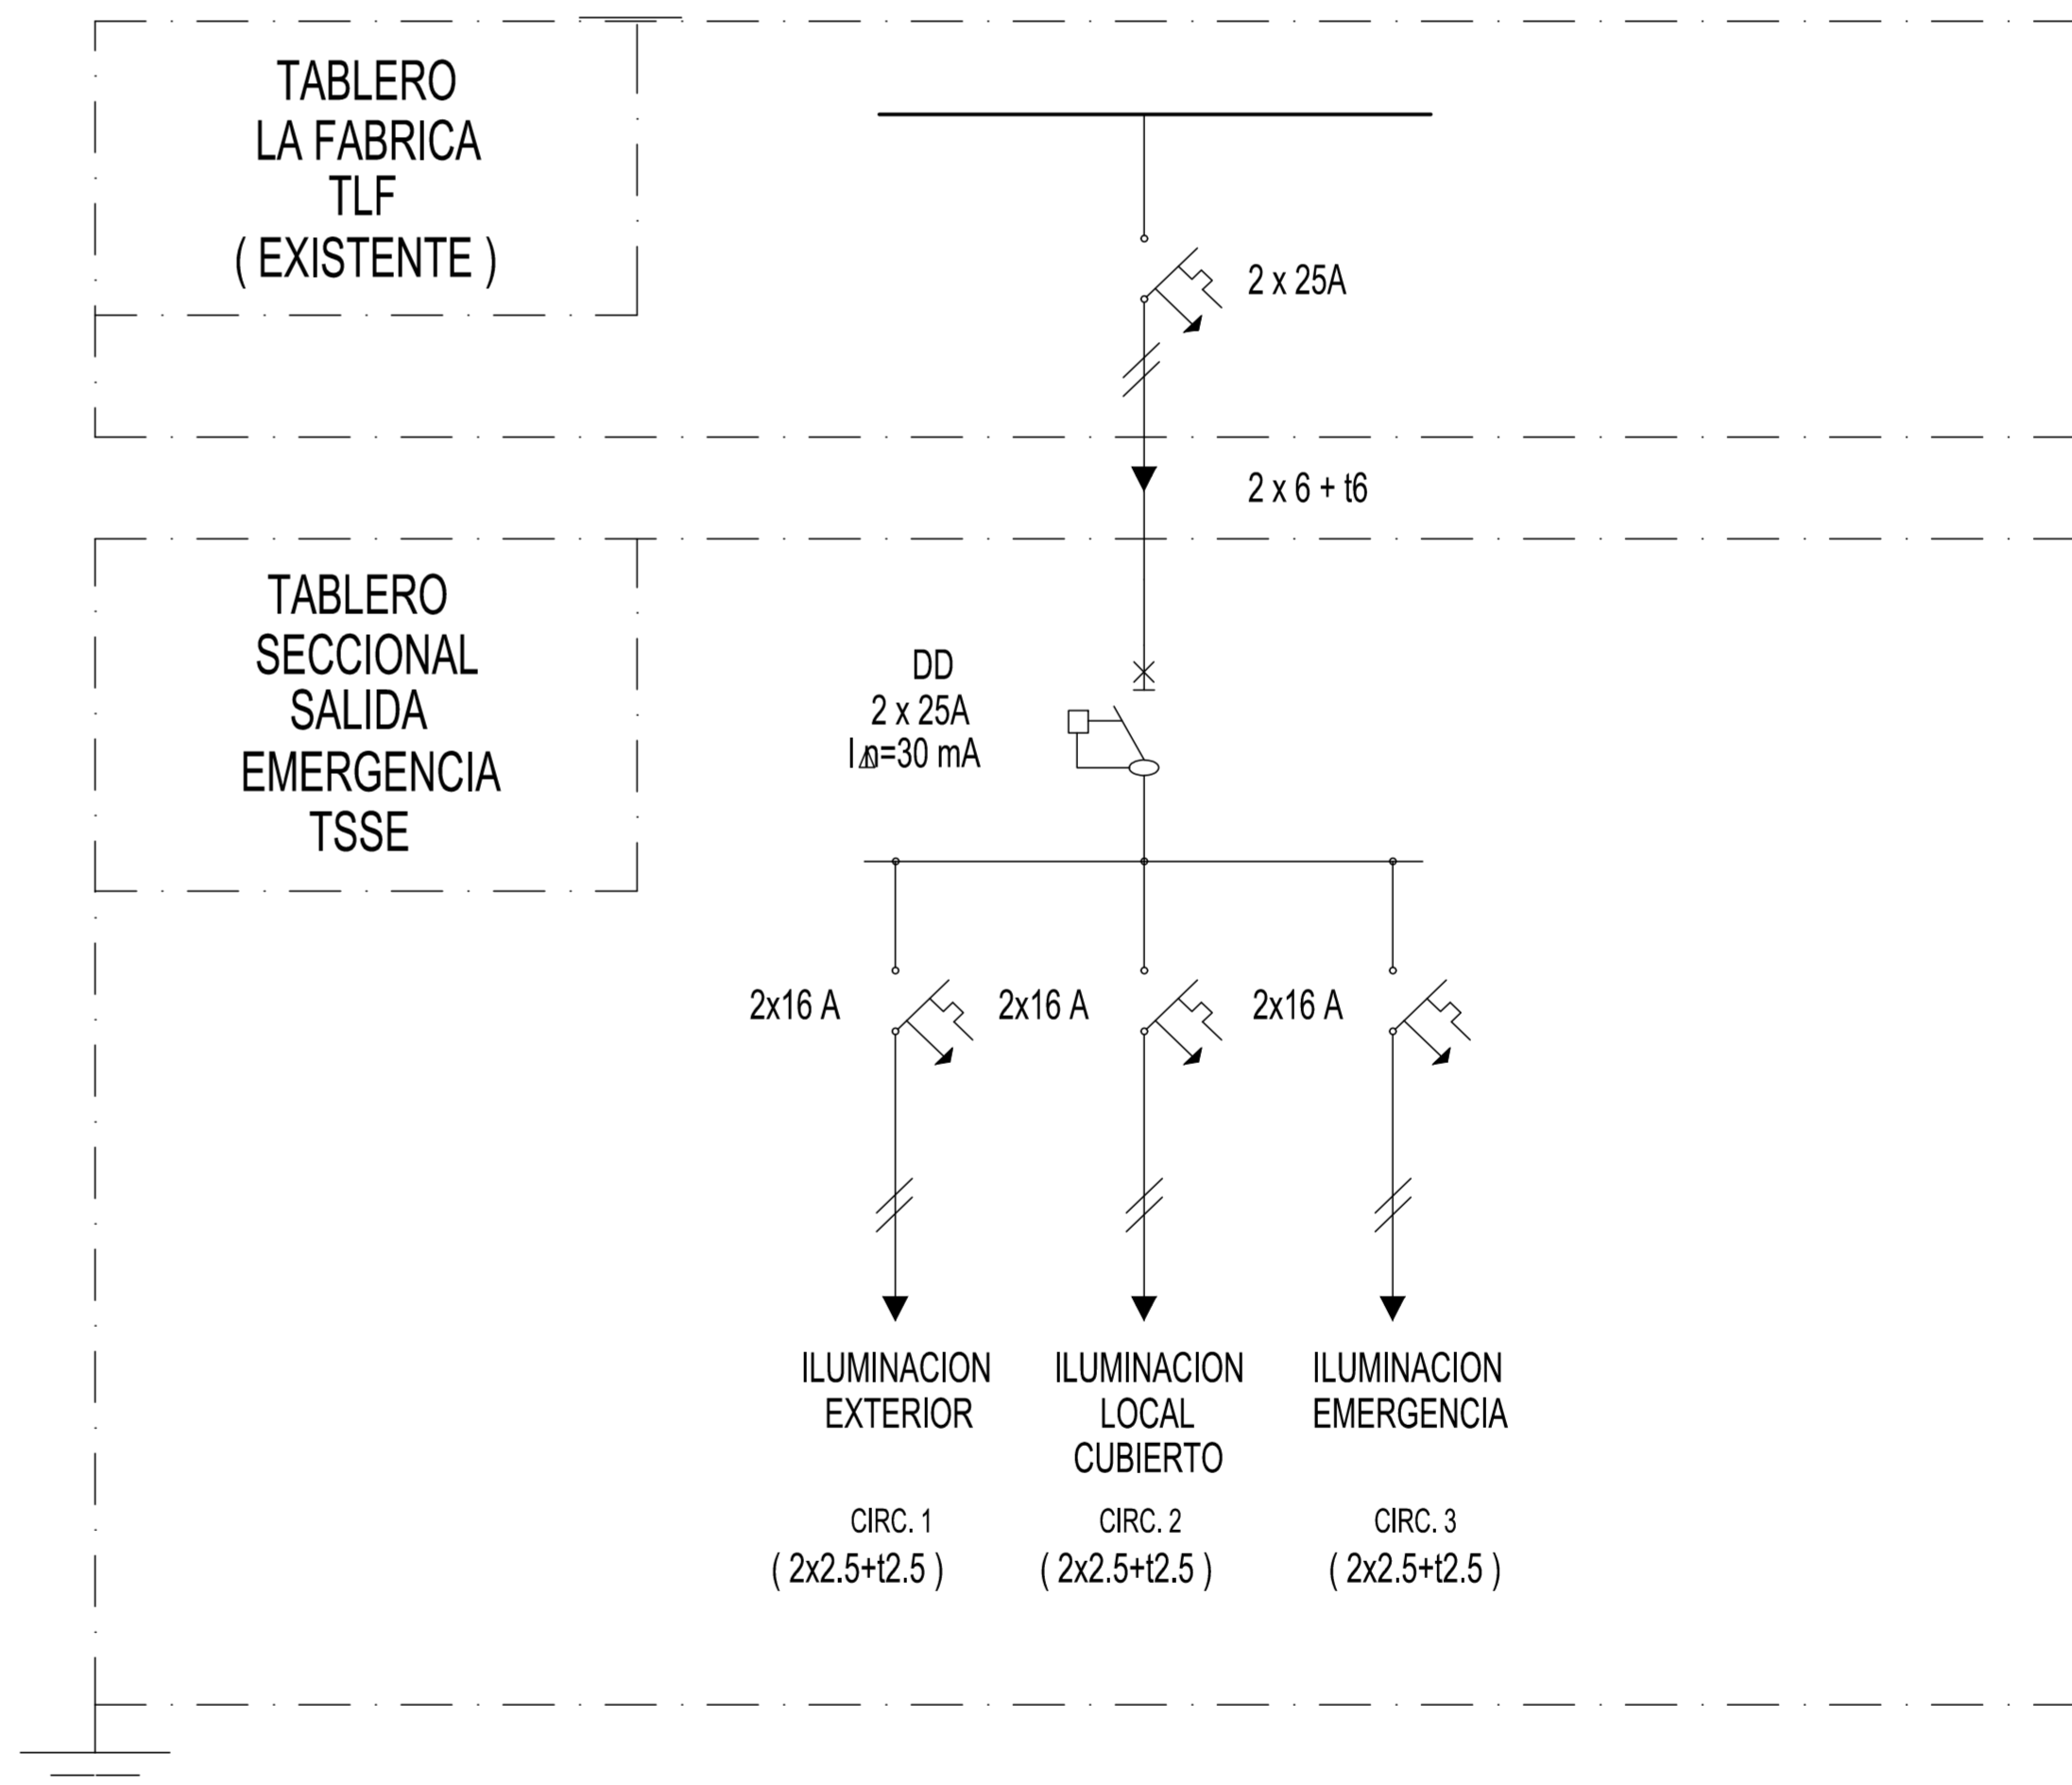 TABLERO
LA FABRICA
TLF
( EXISTENTE )
2 x 25A
2 x 6 + t6
TABLERO
SECCIONAL
SALIDA
EMERGENCIA
TSSE
DD
2 x 25A
I△n=30 mA
2x16 A
2x16 A
2x16 A
ILUMINACION
EXTERIOR
CIRC. 1
( 2x2.5+t2.5 )
ILUMINACION
LOCAL
CUBIERTO
CIRC. 2
( 2x2.5+t2.5 )
ILUMINACION
EMERGENCIA
CIRC. 3
( 2x2.5+t2.5 )